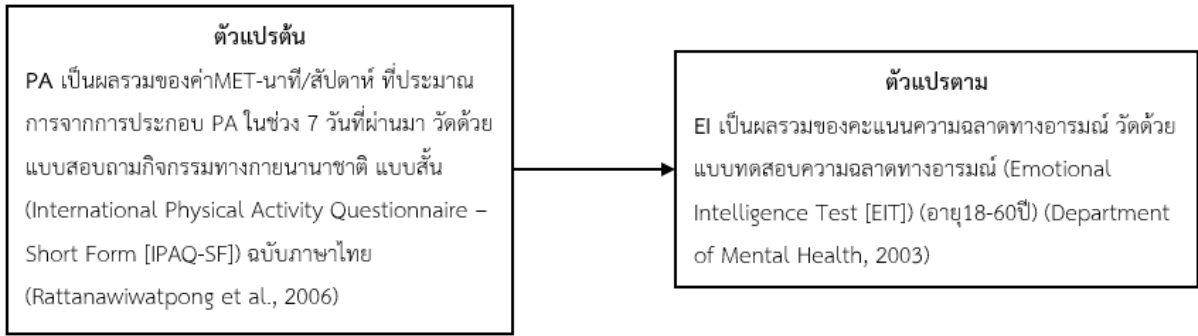 ตัวแปรต้น
PA เป็นผลรวมของค่าMET-นาที/สัปดาห์ ที่ประมาณ
การจากการประกอบ PA ในช่วง 7 วันที่ผ่านมา วัดด้วย
แบบสอบถามกิจกรรมทางกายนานาชาติ แบบสั้น
(International Physical Activity Questionnaire –
Short Form [IPAQ-SF]) ฉบับภาษาไทย
(Rattanawiwatpong et al., 2006)
ตัวแปรตาม
EI เป็นผลรวมของคะแนนความฉลาดทางอารมณ์ วัดด้วย
แบบทดสอบความฉลาดทางอารมณ์ (Emotional
Intelligence Test [EIT]) (อายุ18-60ปี) (Department
of Mental Health, 2003)